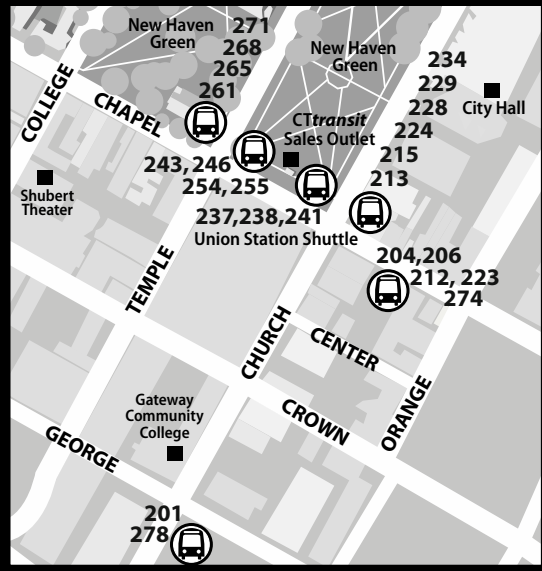 New Haven
Green
271
268
265
261
New Haven
Green
234
229
228
224
215
213
City Hall
COLLEGE
CHAPEL
CTtransit
Sales Outlet
243, 246
254, 255
Shubert
Theater
237,238,241
Union Station Shuttle
204,206
212, 223
274
TEMPLE
CHURCH
CENTER
ORANGE
CROWN
Gateway
Community
College
GEORGE
201
278